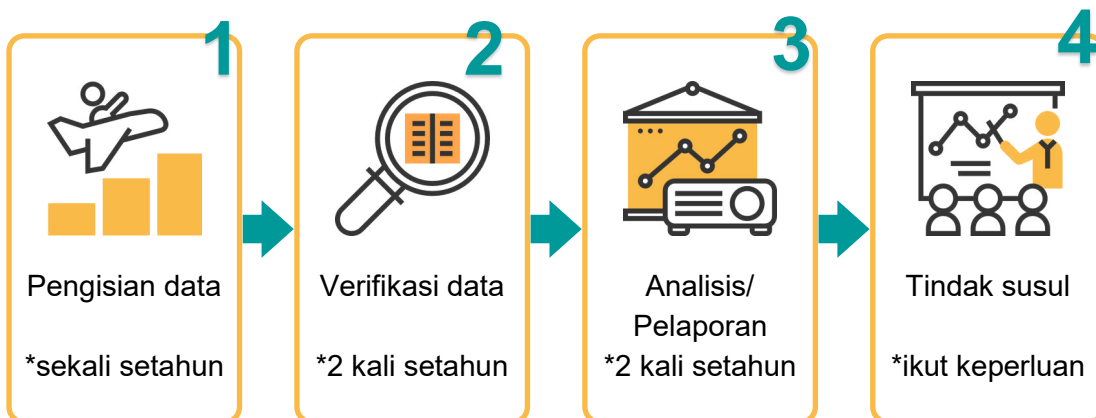 1
Pengisian data
*sekali setahun
2
Verifikasi data
*2 kali setahun
3
Analisis/
Pelaporan
*2 kali setahun
4
Tindak susul
*ikut keperluan